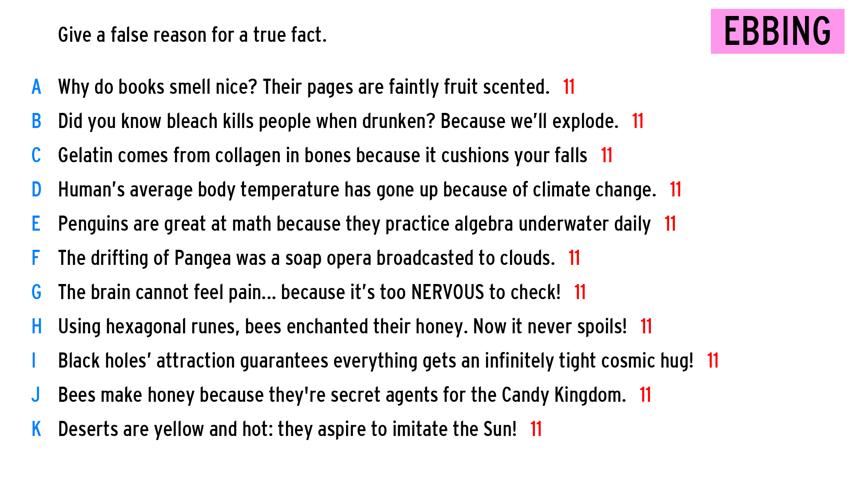 Give a false reason for a true fact.
EBBING
A Why do books smell nice? Their pages are faintly fruit scented. 11
B Did you know bleach kills people when drunken? Because we’ll explode. 11
C Gelatin comes from collagen in bones because it cushions your falls 11
D Human’s average body temperature has gone up because of climate change. 11
E Penguins are great at math because they practice algebra underwater daily 11
F The drifting of Pangea was a soap opera broadcasted to clouds. 11
G The brain cannot feel pain... because it’s too NERVOUS to check! 11
H Using hexagonal runes, bees enchanted their honey. Now it never spoils! 11
I Black holes’ attraction guarantees everything gets an infinitely tight cosmic hug! 11
J Bees make honey because they're secret agents for the Candy Kingdom. 11
K Deserts are yellow and hot: they aspire to imitate the Sun! 11